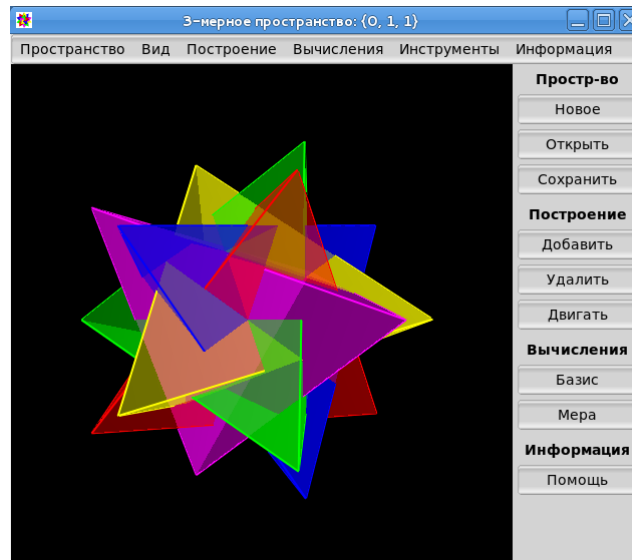 3-мерное пространство: {0, 1, 1}
Пространство Вид Построение Вычисления Инструменты Информация
Простр-во
Новое
Открыть
Сохранить
Построение
Добавить
Удалить
Двигать
Вычисления
Базис
Мера
Информация
Помощь